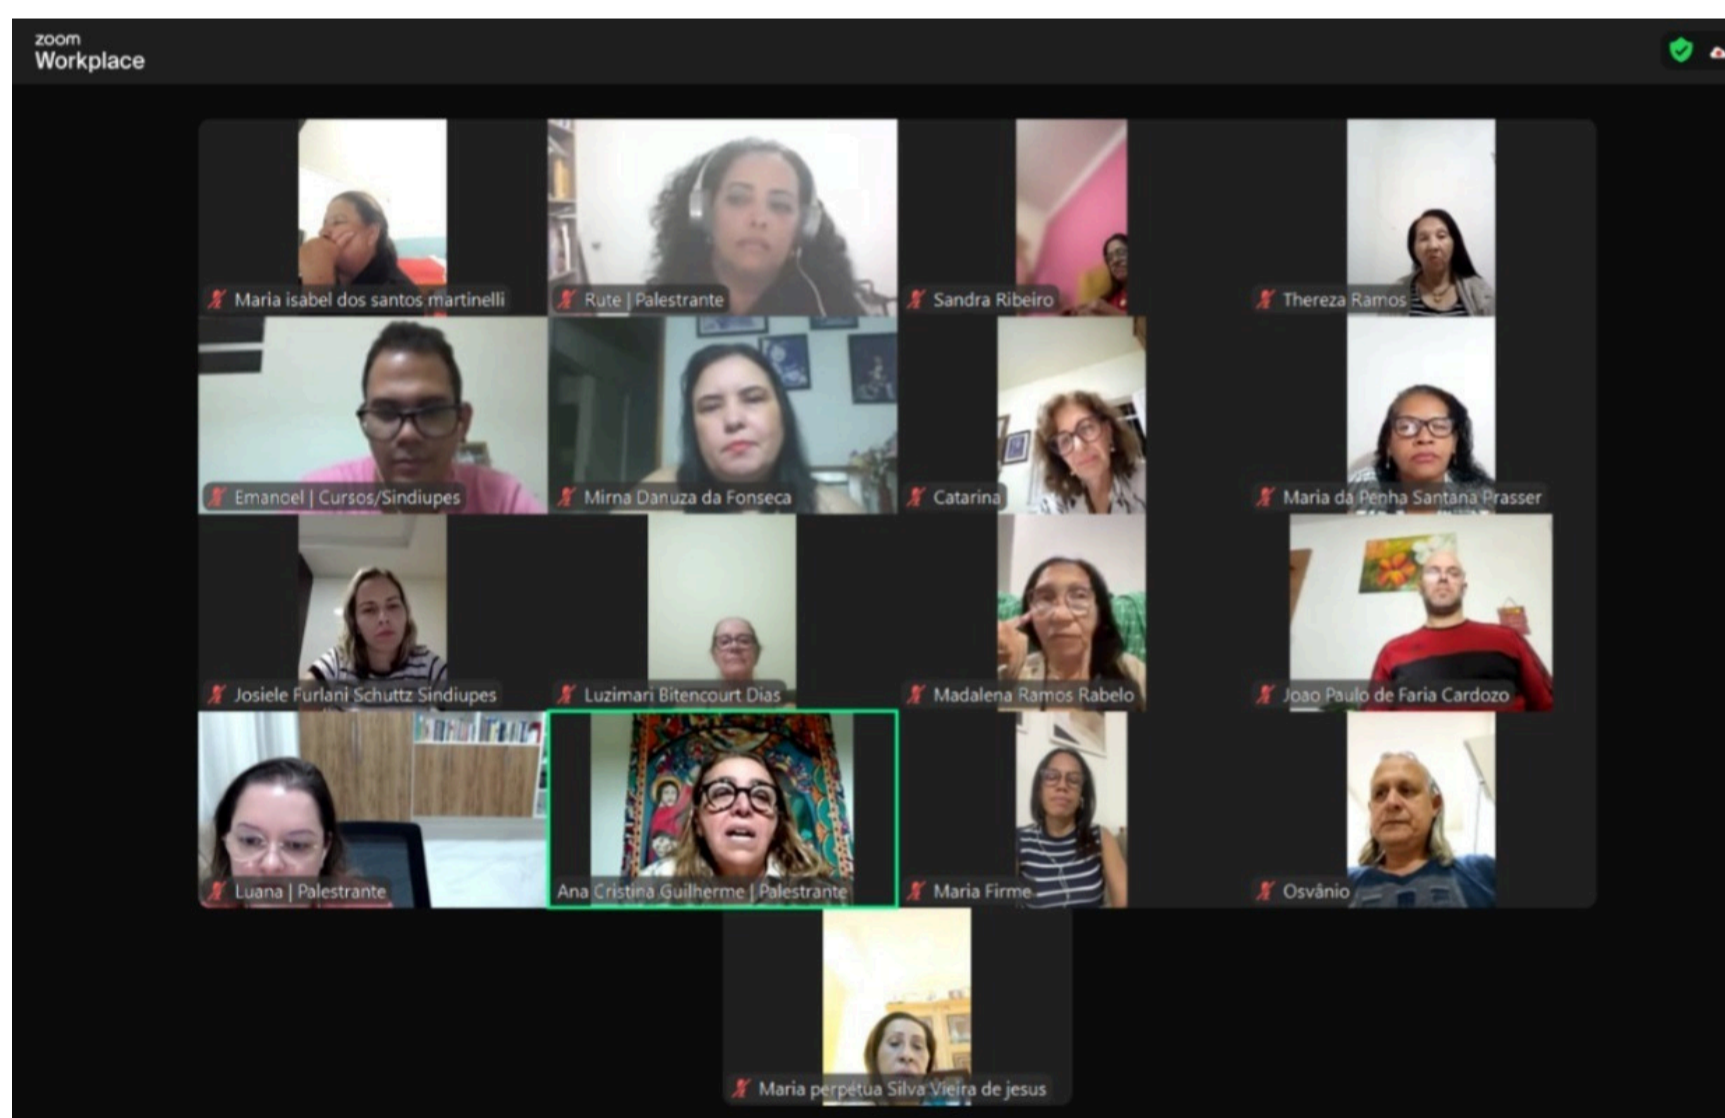 zoom
Workplace
Maria isabel dos santos martinelli
Rute | Palestrante
Sandra Ribeiro
Thereza Ramos
Emanoel | Cursos/Sindiupes
Mirna Danuza da Fonseca
Catarina
Maria da Penha Santana Prasser
Josiele Furlani Schuttz Sindiupes
Luzimari Bitencourt Dias
Madalena Ramos Rabelo
Joao Paulo de Faria Cardozo
Luana | Palestrante
Ana Cristina Guilherme | Palestrante
Maria Firme
Osvânio
Maria perpétua Silva Vieira de jesus